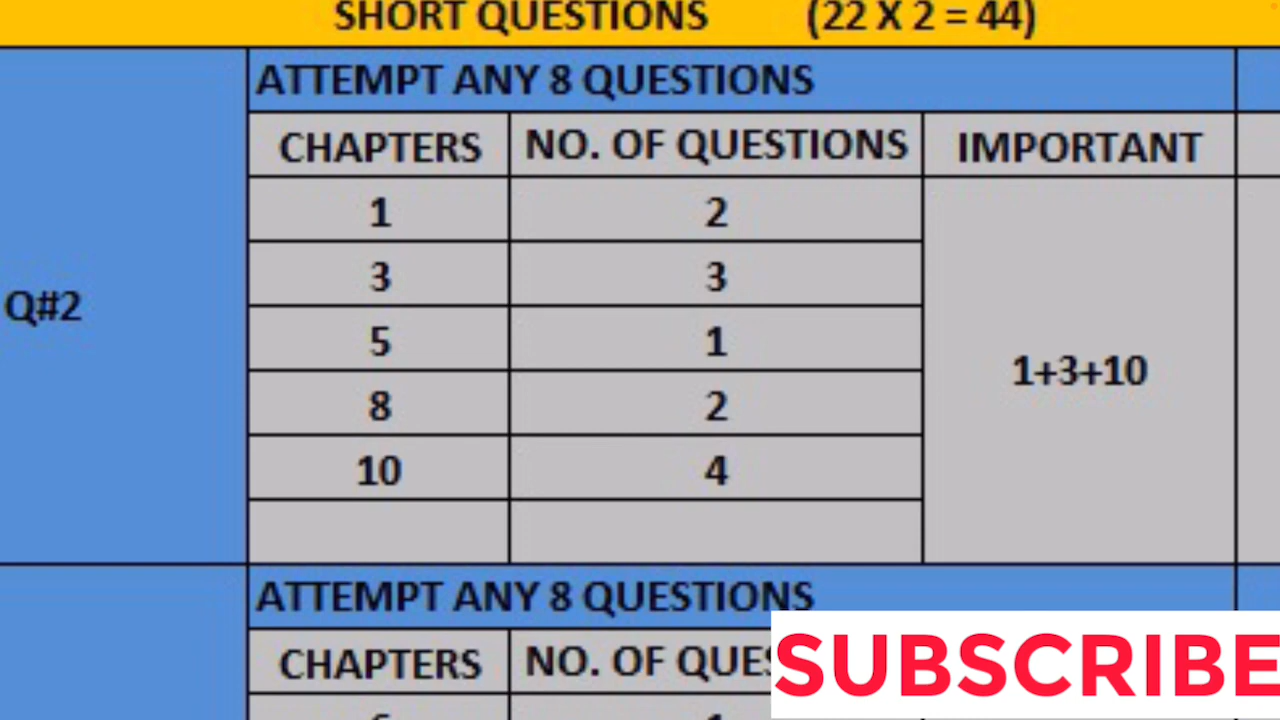 SHORT QUESTIONS (22 X 2 = 44)
ATTEMPT ANY 8 QUESTIONS
CHAPTERS NO. OF QUESTIONS IMPORTANT
1 2
3 3
Q#2
5 1
1+3+10
8 2
10 4
ATTEMPT ANY 8 QUESTIONS
CHAPTERS NO. OF
SUBSCRIBE